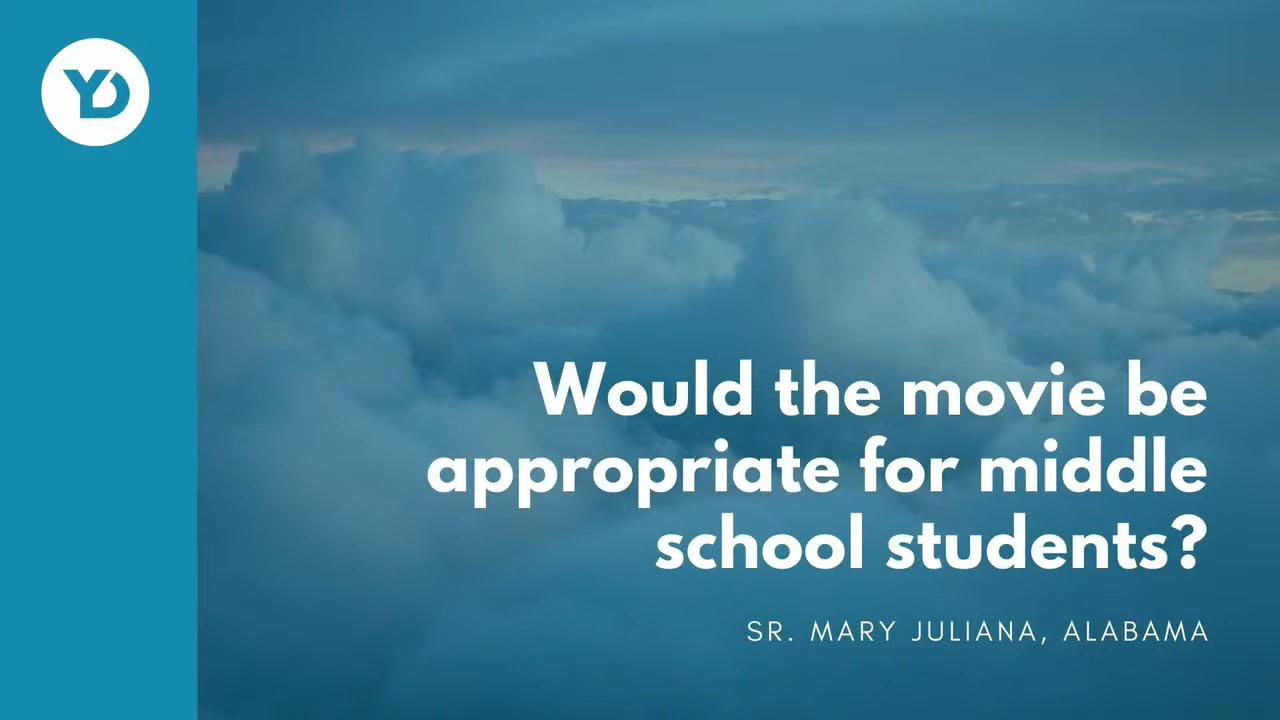 YD
Would the movie be
appropriate for middle
school students?
SR. MARY JULIANA, ALABAMA